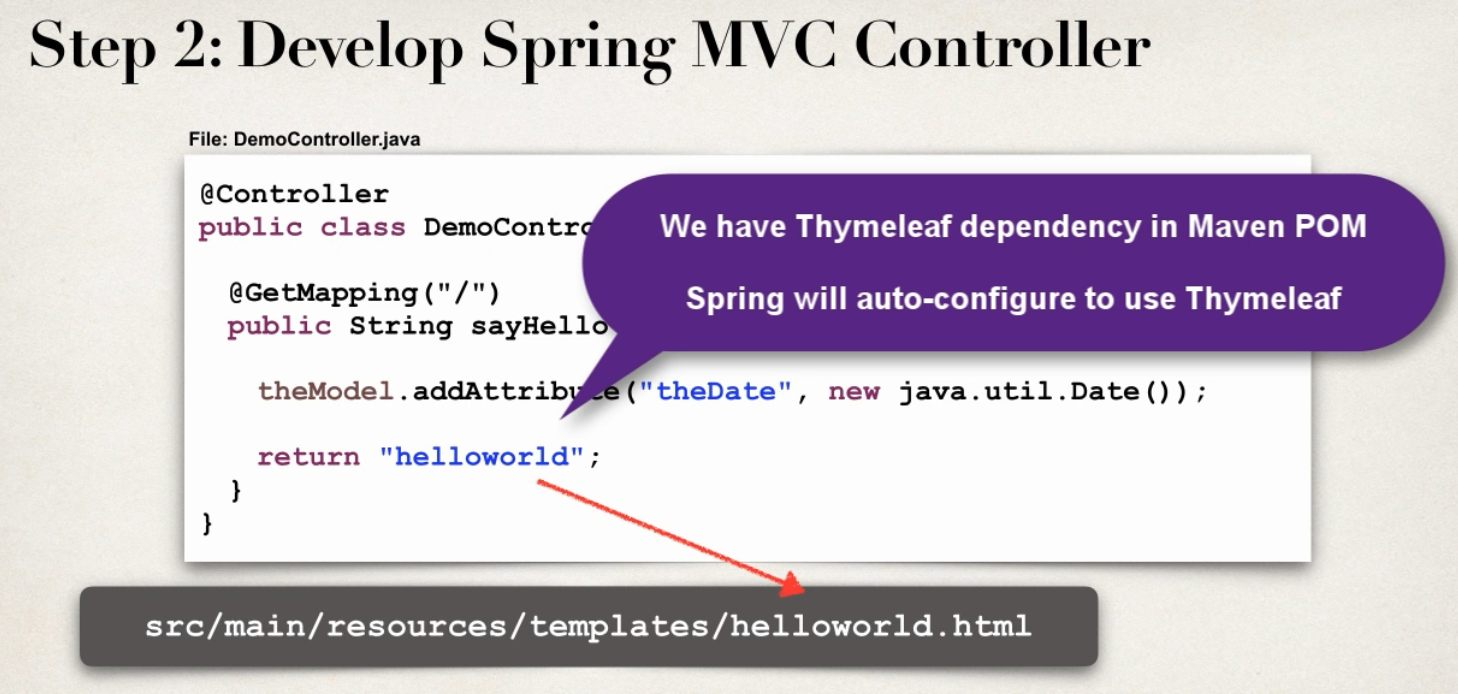 Step 2: Develop Spring MVC Controller
File: DemoController.java
@Controller
public class
We have Thymeleaf dependency in Maven POM
@GetMapping("/")
Spring will auto-configure to use Thymeleaf
public String sayHello
theModel.addAttribute("theDate", new java.util.Date());
return "helloworld";
}
}
src/main/resources/templates/helloworld.html